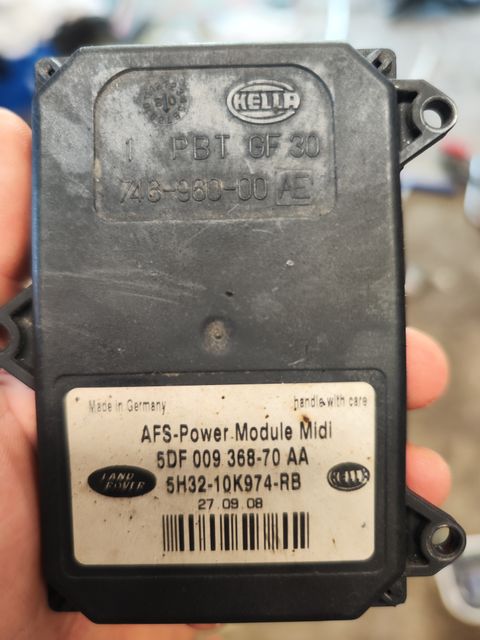 HELLA
1 PBT GF 30
746-960-00 AE
Made in Germany handle with care
AFS-Power Module Midi
5DF 009 368-70 AA
LAND ROVER 5H32-10K974-RB HELLA
27.09.08